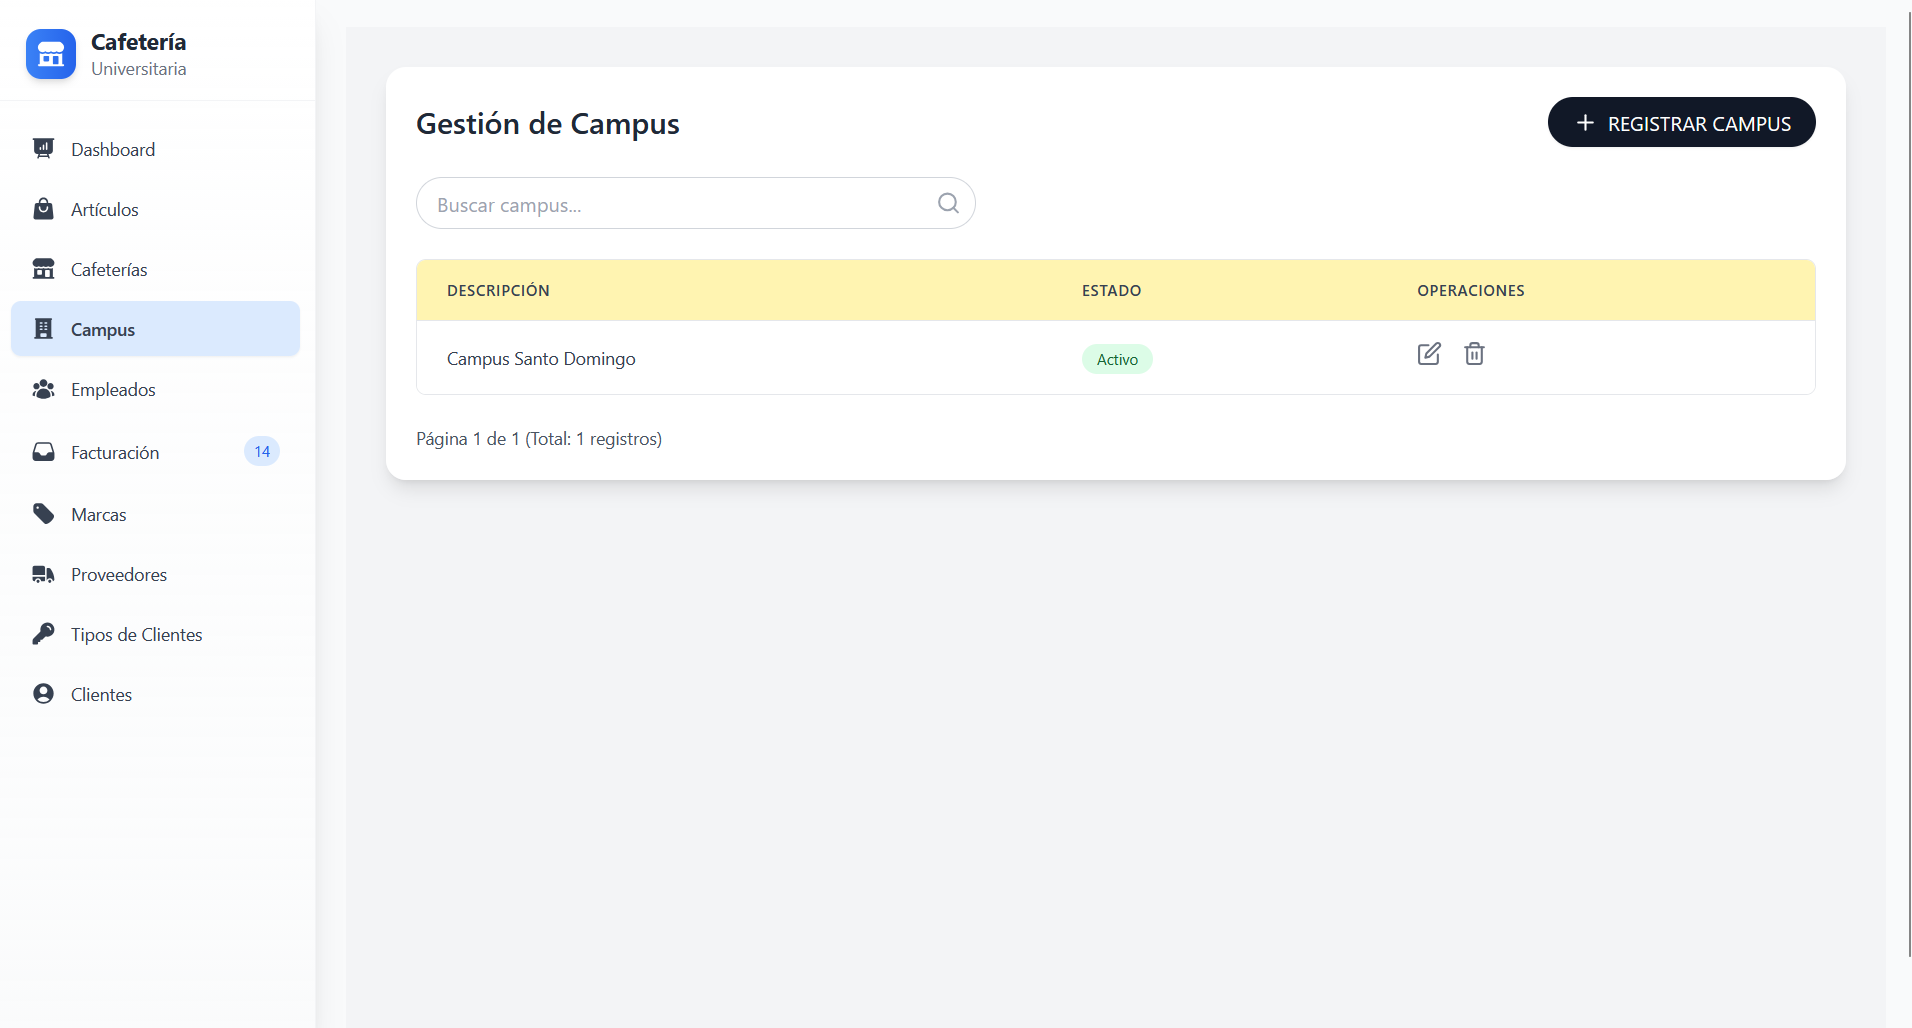 Cafetería
Universitaria
Dashboard
Artículos
Cafeterías
Campus
Empleados
Facturación 14
Marcas
Proveedores
Tipos de Clientes
Clientes
Gestión de Campus
+ REGISTRAR CAMPUS
Buscar campus...
DESCRIPCIÓN ESTADO OPERACIONES
Campus Santo Domingo Activo
Página 1 de 1 (Total: 1 registros)